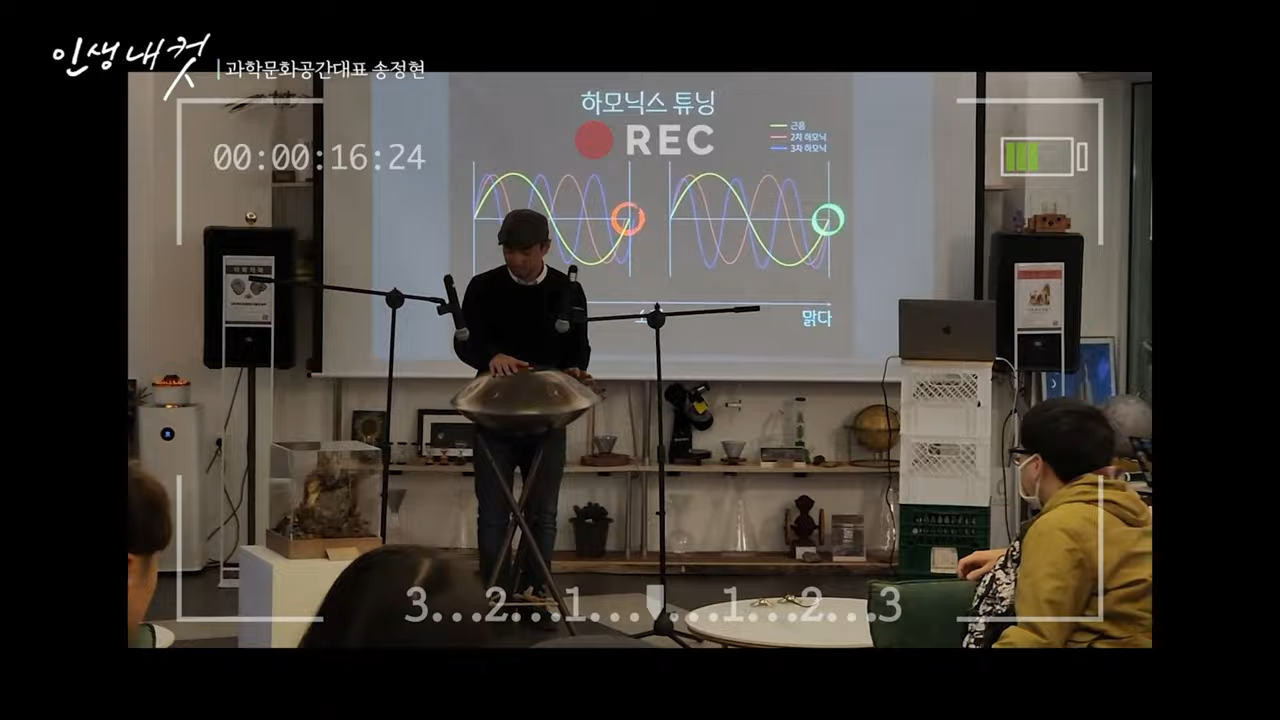 인생 내 컷
과학문화공간대표 송정현
하모닉스 튜닝
REC
근음
2차 하모닉
3차 하모닉
00:00:16:24
맑다
3...2...1... ...1...2...3